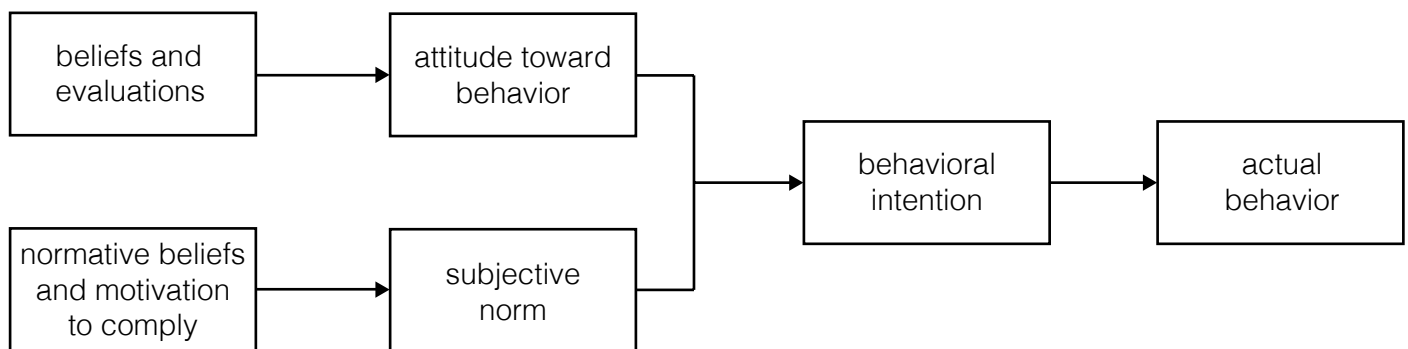 beliefs and
evaluations
attitude toward
behavior
normative beliefs
and motivation
to comply
subjective
norm
behavioral
intention
actual
behavior